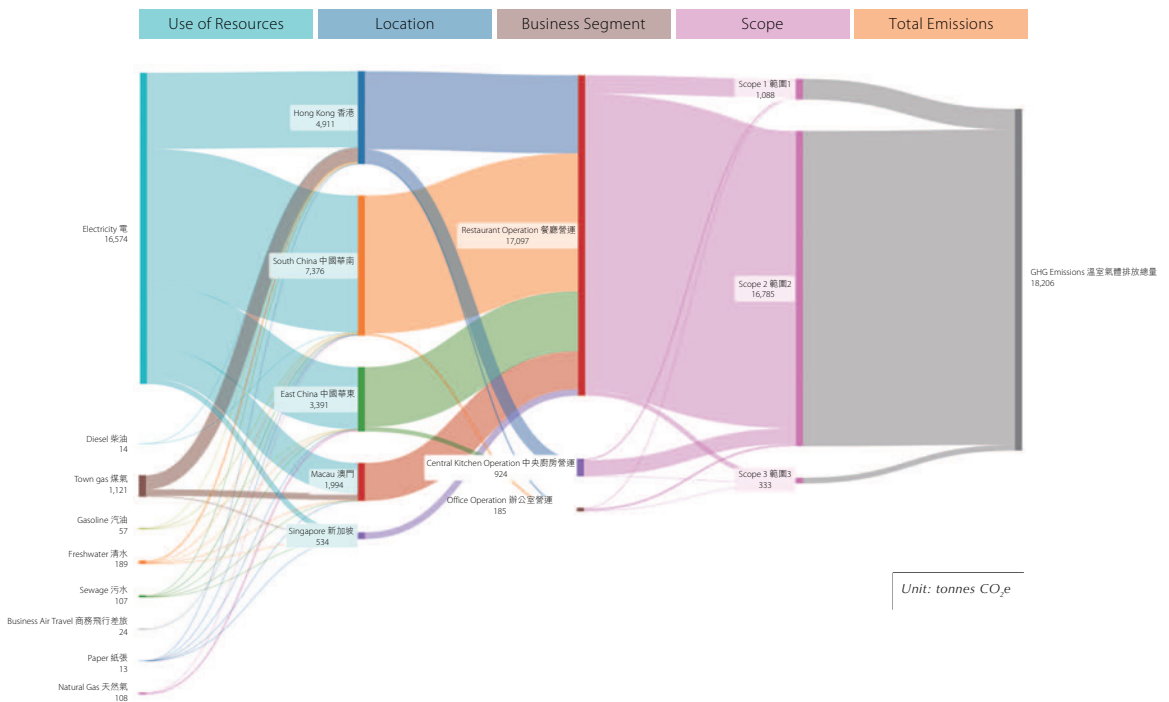 Use of Resources
Location
Business Segment
Scope
Total Emissions
Electricity 電
16,574
Diesel 柴油
14
Town gas 煤氣
1,121
Gasoline 汽油
57
Freshwater 清水
189
Sewage 污水
107
Business Air Travel 商務飛行差旅
24
Paper 紙張
13
Natural Gas 天然氣
108
Hong Kong 香港
4,911
South China 中國華南
7,376
East China 中國華東
3,391
Macau 澳門
1,994
Singapore 新加坡
534
Restaurant Operation 餐廳營運
17,097
Central Kitchen Operation 中央廚房營運
924
Office Operation 辦公室營運
185
Scope 1 範圍1
1,088
Scope 2 範圍2
16,785
Scope 3 範圍3
333
GHG Emissions 溫室氣體排放總量
18,206
Unit: tonnes CO₂e